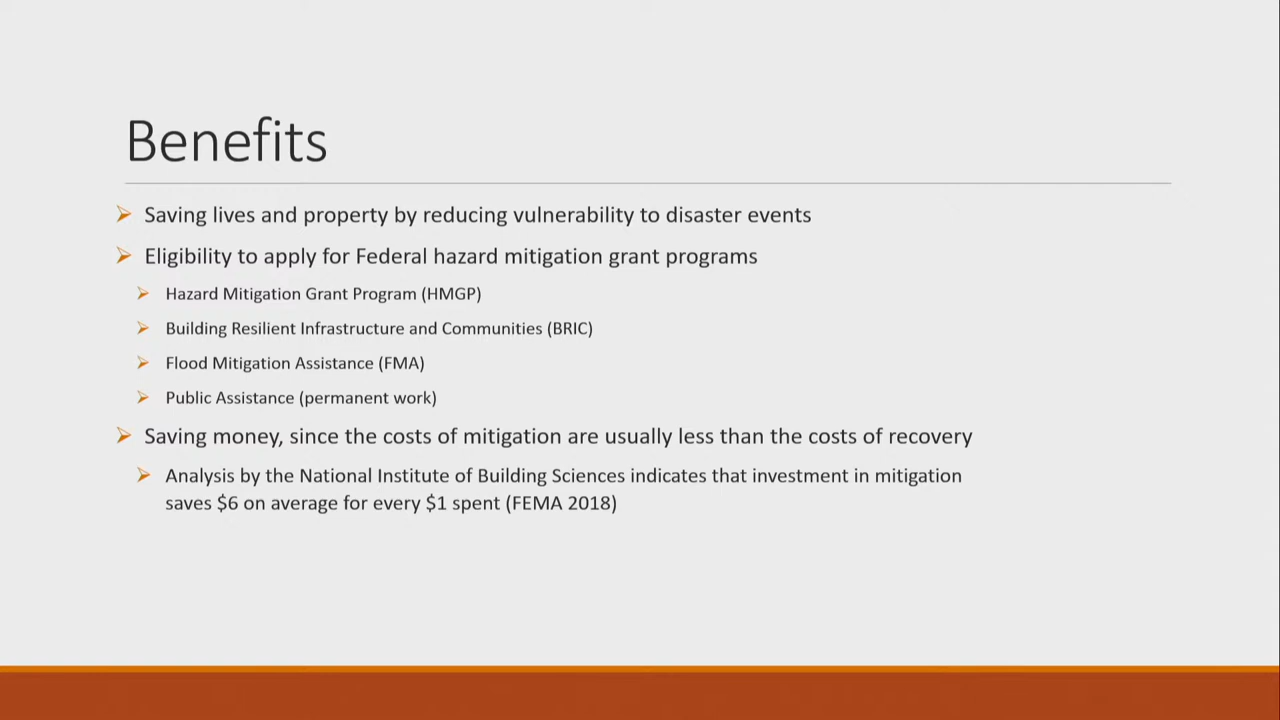 Benefits
Saving lives and property by reducing vulnerability to disaster events
Eligibility to apply for Federal hazard mitigation grant programs
Hazard Mitigation Grant Program (HMGP)
Building Resilient Infrastructure and Communities (BRIC)
Flood Mitigation Assistance (FMA)
Public Assistance (permanent work)
Saving money, since the costs of mitigation are usually less than the costs of recovery
Analysis by the National Institute of Building Sciences indicates that investment in mitigation
saves $6 on average for every $1 spent (FEMA 2018)